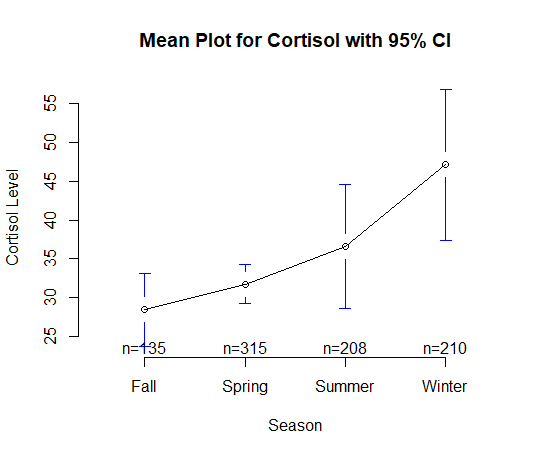 Mean Plot for Cortisol with 95% CI
Cortisol Level
55
50
45
40
35
30
25
n=135 n=315 n=208 n=210
Fall Spring Summer Winter
Season